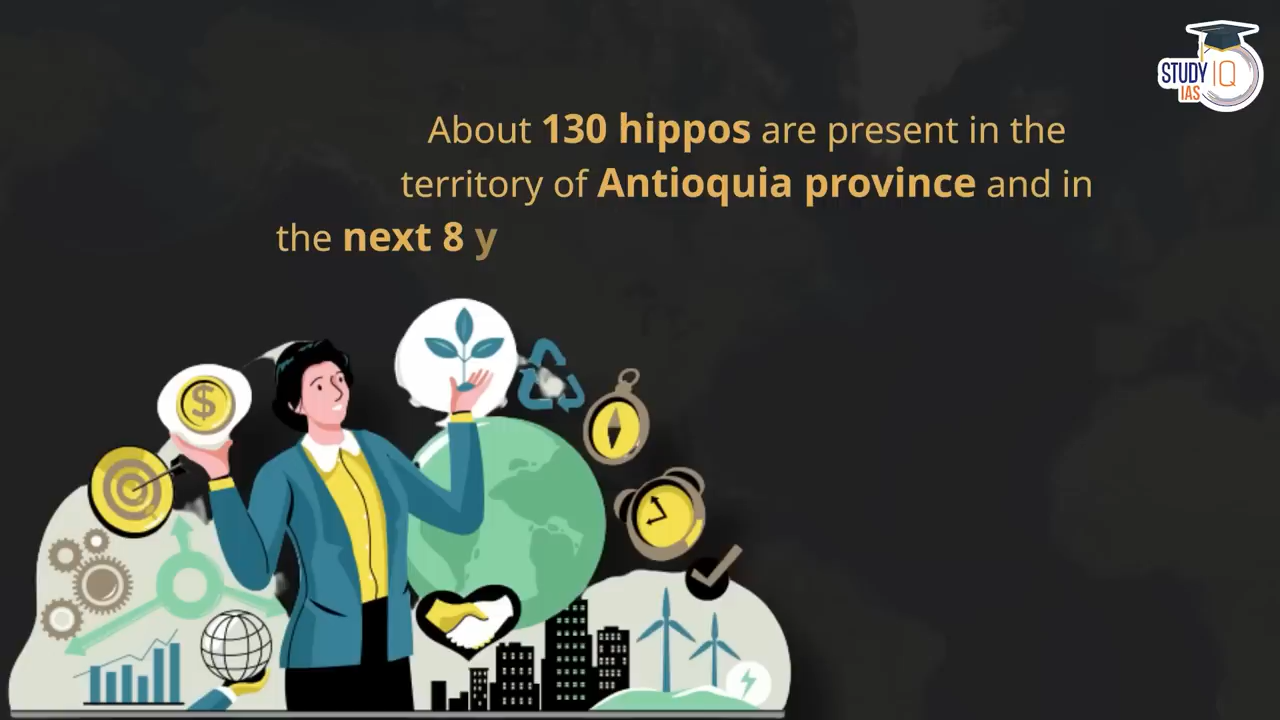 STUDY IQ
IAS
About 130 hippos are present in the
territory of Antioquia province and in
the next 8 y
$